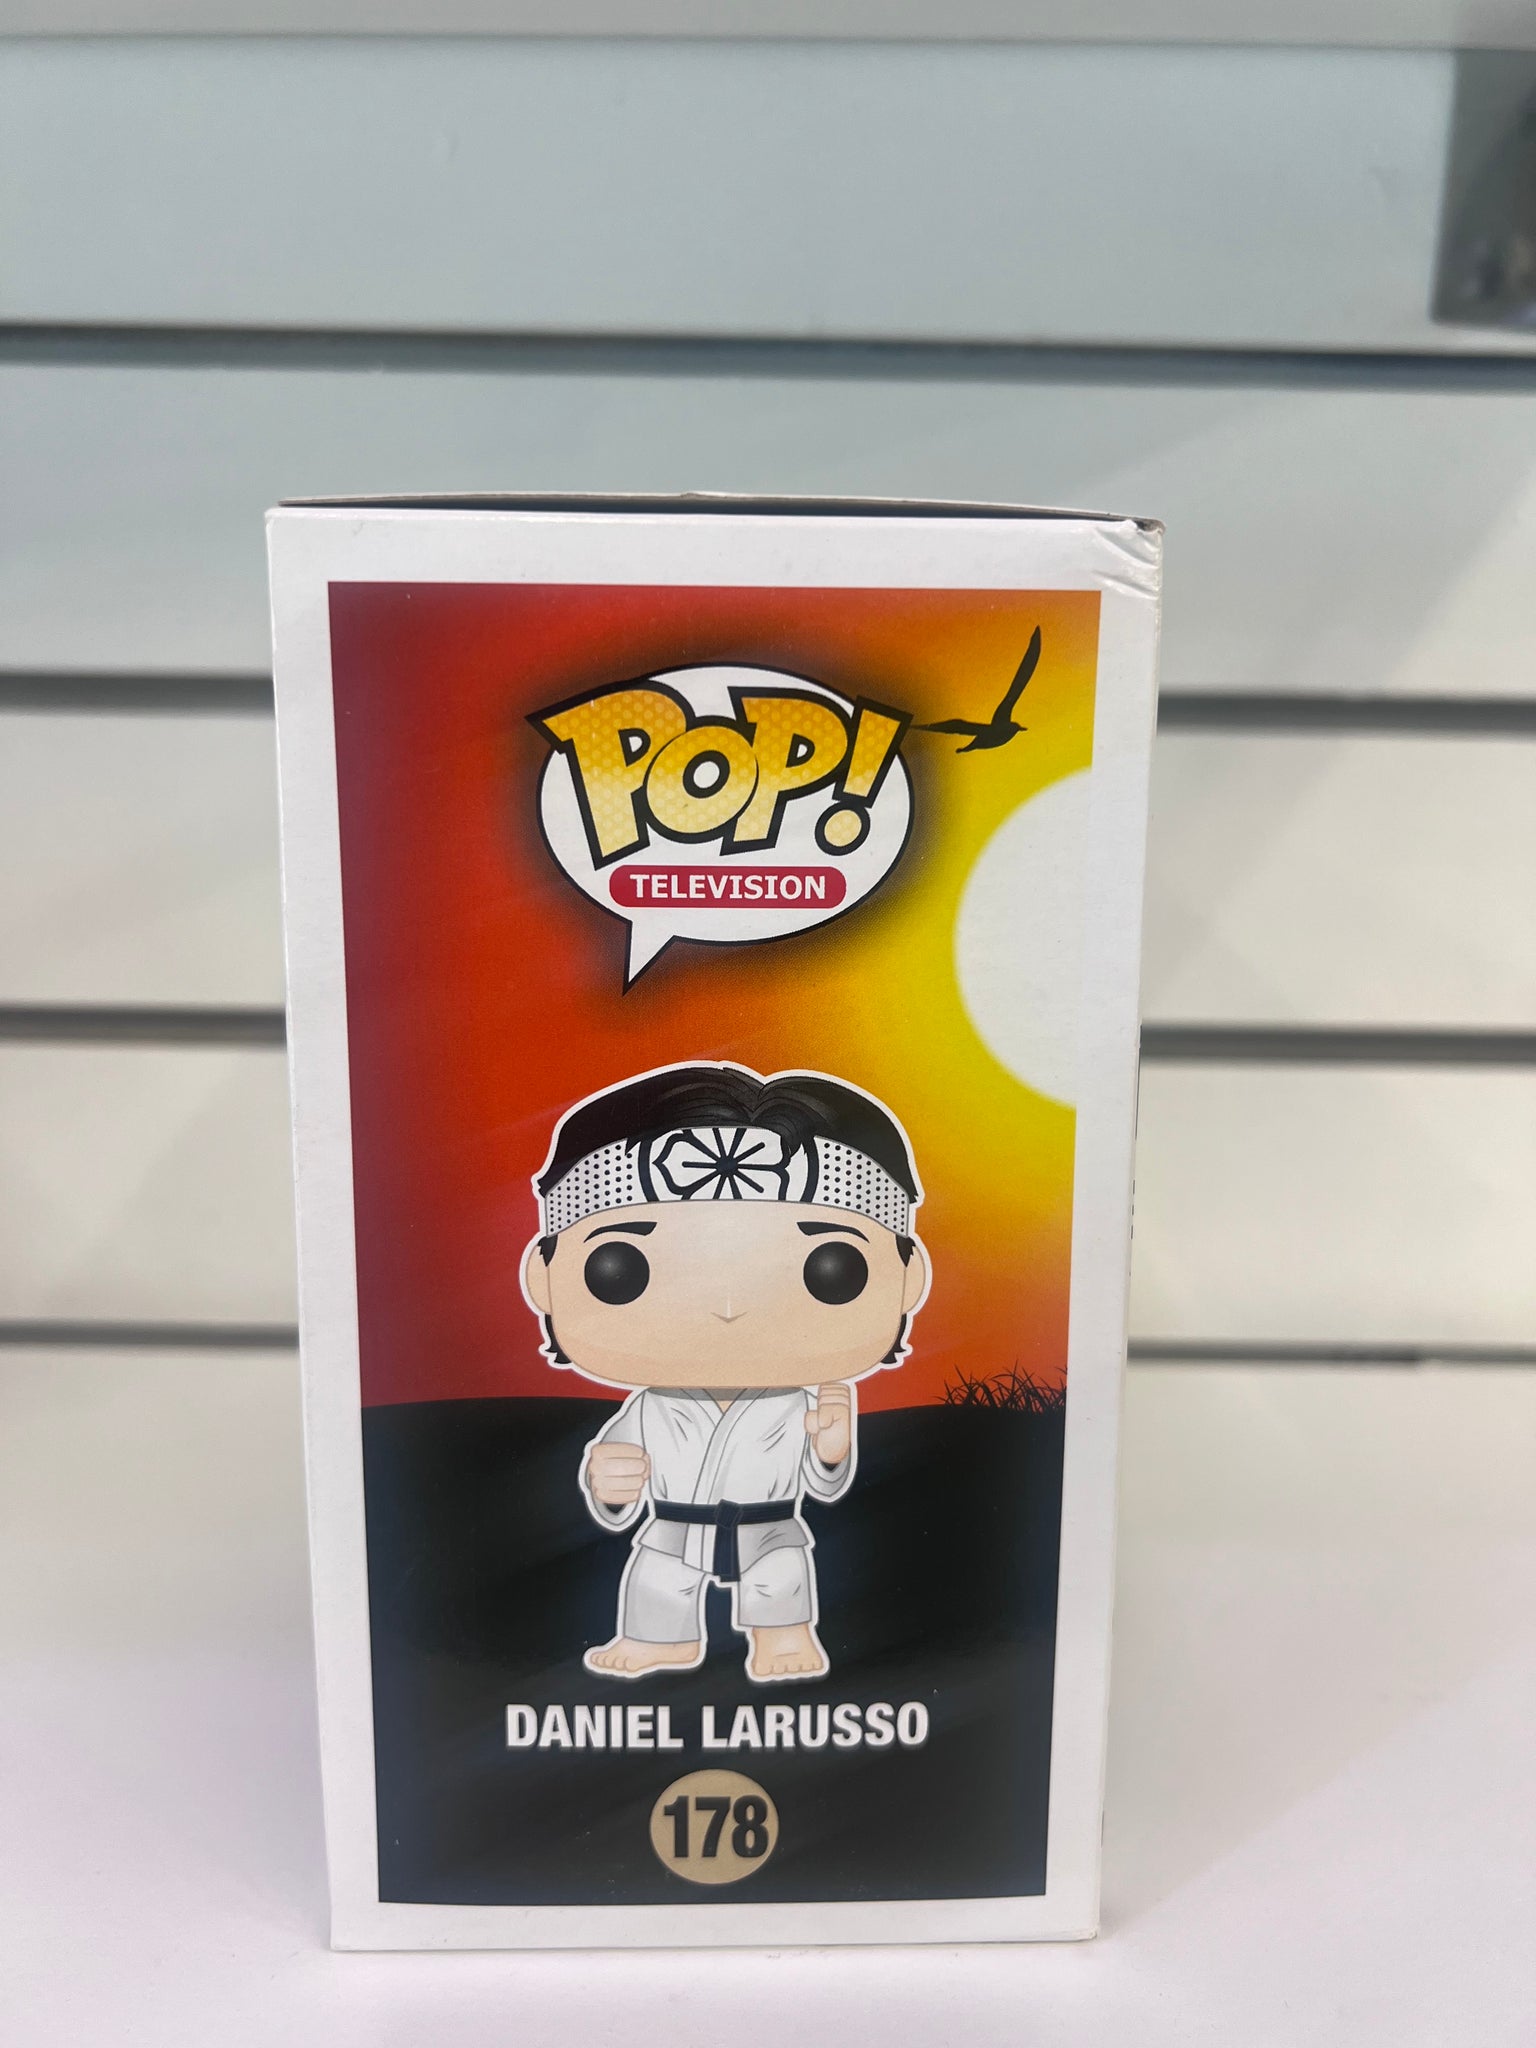 POP!
TELEVISION
DANIEL LARUSSO
178